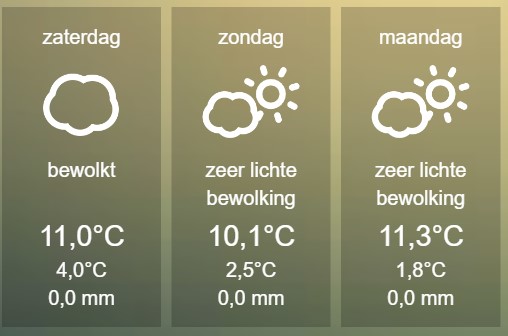 zaterdag
bewolkt
11,0°C
4,0°C
0,0 mm
zondag
zeer lichte
bewolking
10,1°C
2,5°C
0,0 mm
maandag
zeer lichte
bewolking
11,3°C
1,8°C
0,0 mm